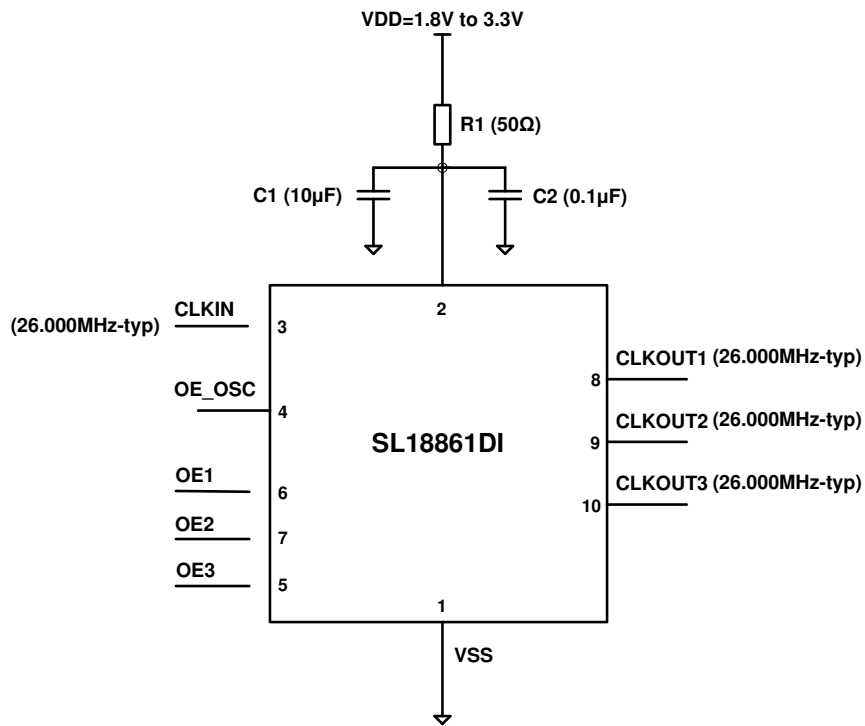 VDD=1.8V to 3.3V
R1 (50Ω)
C1 (10μF)
C2 (0.1μF)
2
CLKIN
(26.000MHz-typ)
3
CLKOUT1 (26.000MHz-typ)
8
OE_OSC
4
CLKOUT2 (26.000MHz-typ)
SL18861DI
9
OE1
6
CLKOUT3 (26.000MHz-typ)
10
OE2
7
OE3
5
1
VSS